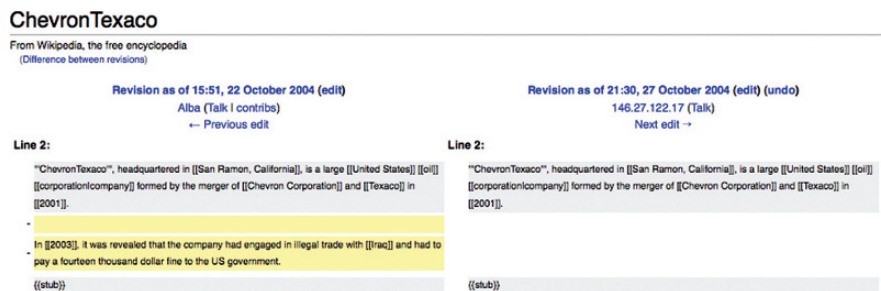 ChevronTexaco
From Wikipedia, the free encyclopedia
(Difference between revisions)
Revision as of 15:51, 22 October 2004 (edit)
Alba (Talk | contribs)
← Previous edit
Revision as of 21:30, 27 October 2004 (edit) (undo)
146.27.122.17 (Talk)
Next edit →
Line 2:
Line 2:
'''ChevronTexaco''', headquartered in [[San Ramon, California]], is a large [[United States]] [[oil]]
[[corporation|company]] formed by the merger of [[Chevron Corporation]] and [[Texaco]] in
[[2001]].
'''ChevronTexaco''', headquartered in [[San Ramon, California]], is a large [[United States]] [[oil]]
[[corporation|company]] formed by the merger of [[Chevron Corporation]] and [[Texaco]] in
[[2001]].
-
- In [[2003]], it was revealed that the company had engaged in illegal trade with [[Iraq]] and had to
pay a fourteen thousand dollar fine to the US government.
{{stub}}
{{stub}}